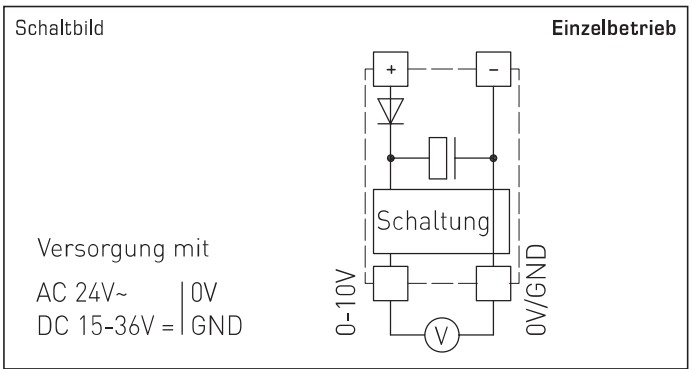 Schaltbild
Einzelbetrieb
+
-
Schaltung
Versorgung mit
AC 24V~ | 0V
DC 15-36V = | GND
0-10V
0V/GND
V